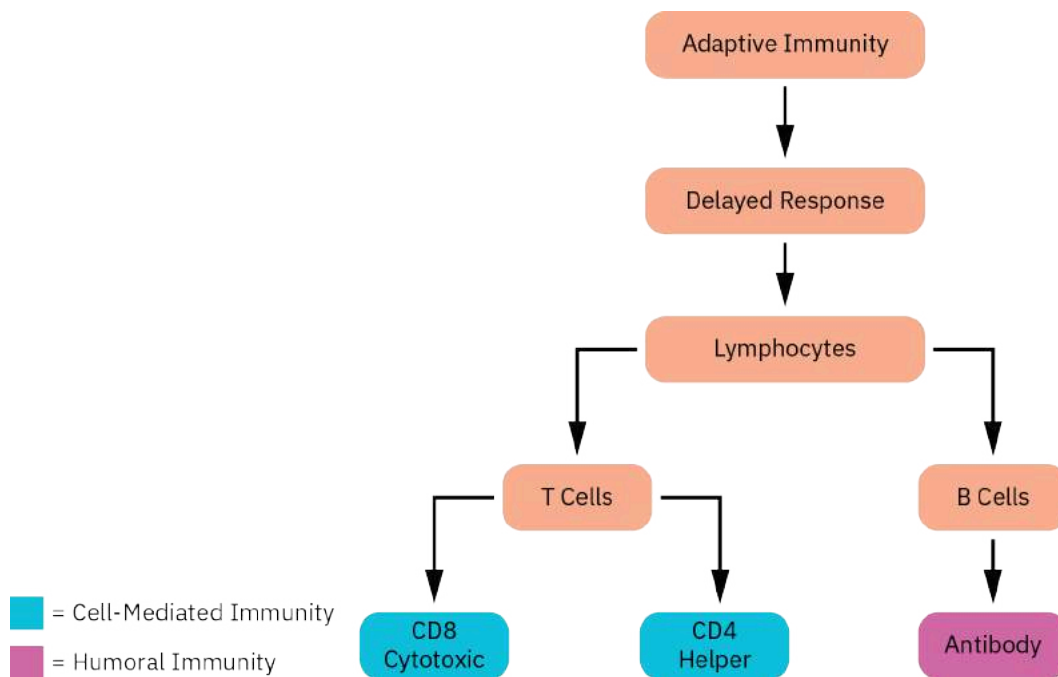 Adaptive Immunity
Delayed Response
Lymphocytes
T Cells
B Cells
= Cell-Mediated Immunity
= Humoral Immunity
CD8
Cytotoxic
CD4
Helper
Antibody